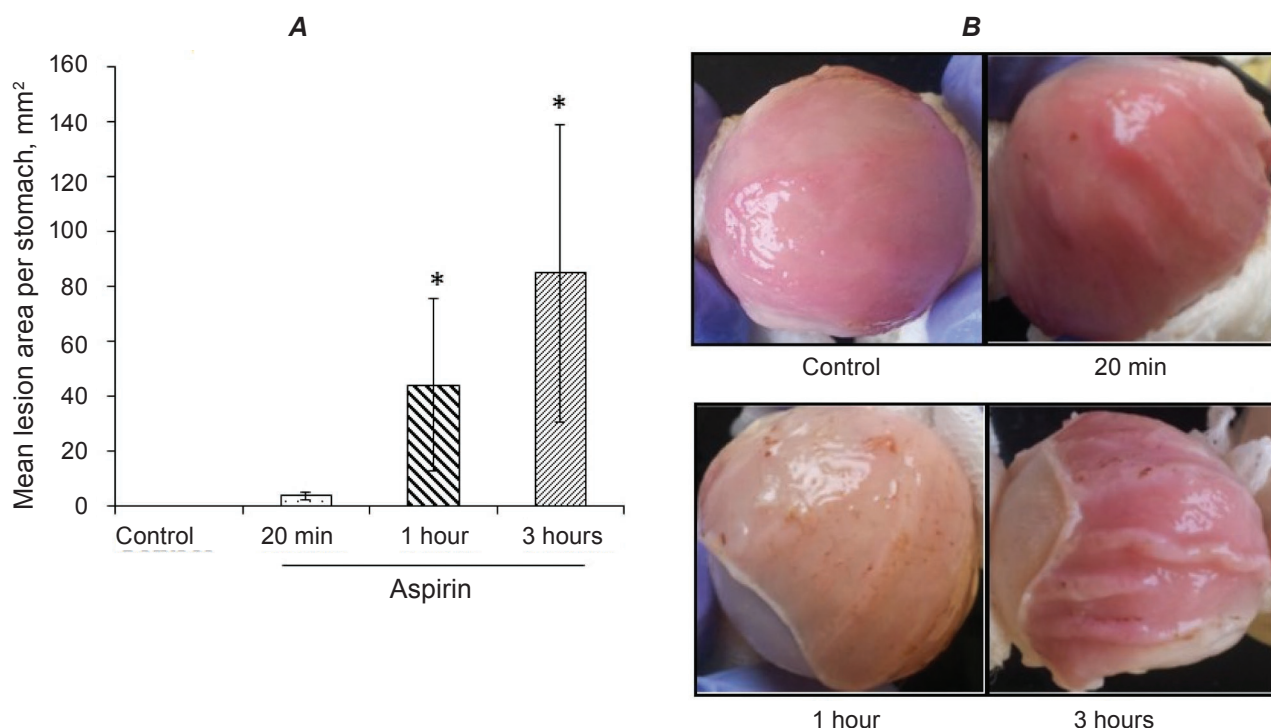 A
B
Mean lesion area per stomach, mm²
160
140
120
100
80
60
40
20
0
*
*
Control
20 min
1 hour
3 hours
Aspirin
Control
20 min
1 hour
3 hours